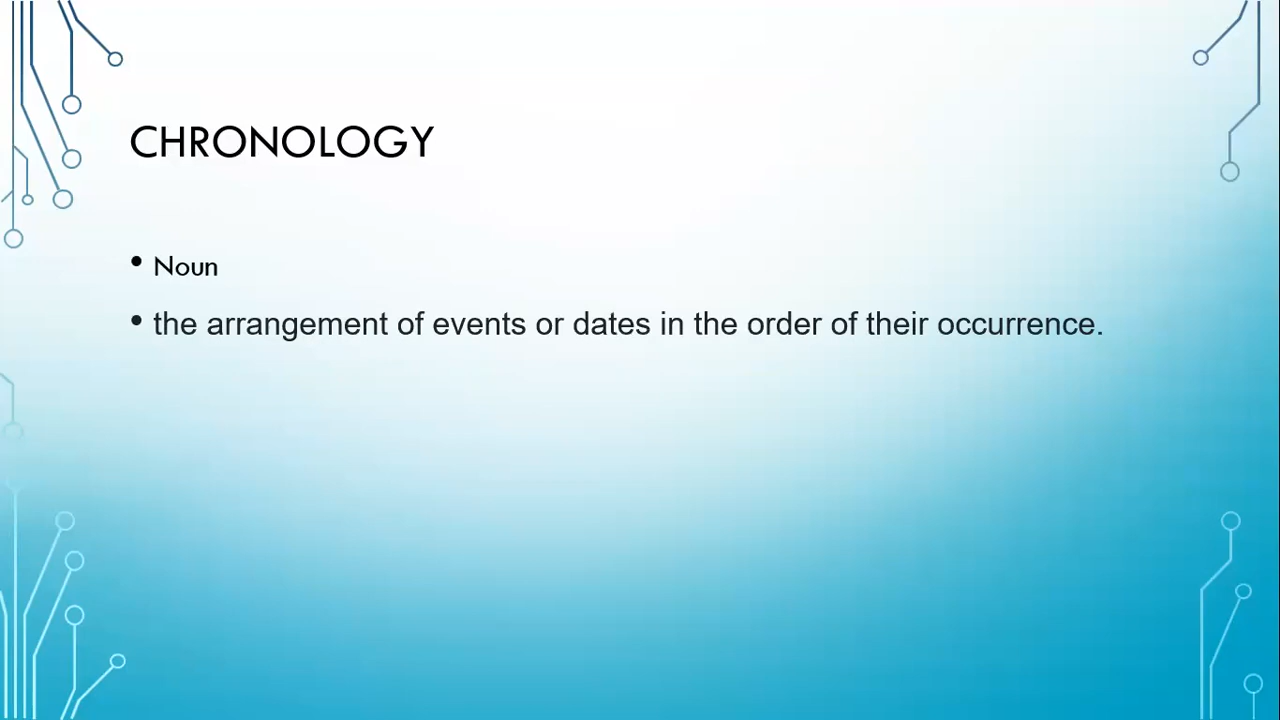 CHRONOLOGY
• Noun
• the arrangement of events or dates in the order of their occurrence.